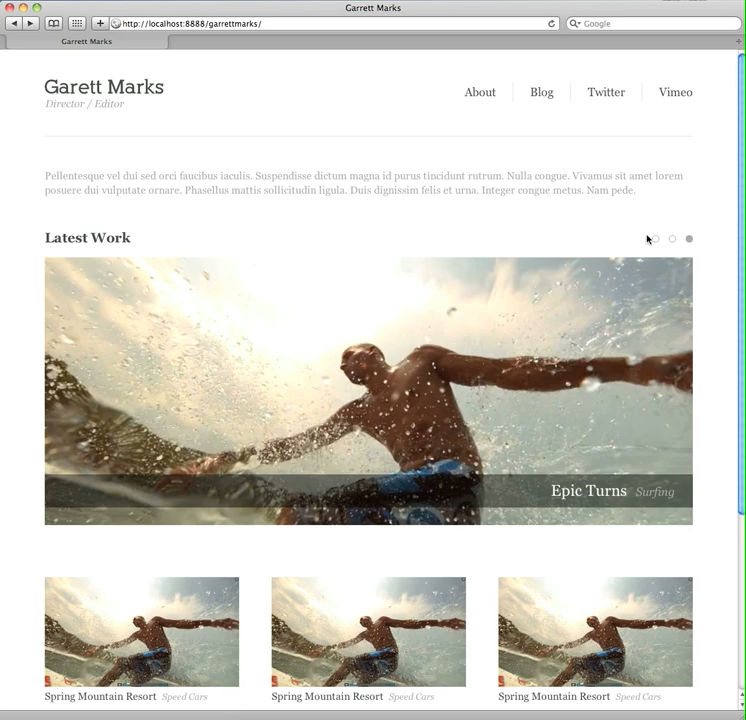 Garrett Marks
http://localhost:8888/garrettmarks/
Google
Garrett Marks
Garett Marks
Director / Editor
About
Blog
Twitter
Vimeo
Pellentesque vel dui sed orci faucibus iaculis. Suspendisse dictum magna id purus tincidunt rutrum. Nulla congue. Vivamus sit amet lorem
posuere dui vulputate ornare. Phasellus mattis sollicitudin ligula. Duis dignissim felis et urna. Integer congue metus. Nam pede.
Latest Work
Epic Turns Surfing
Spring Mountain Resort Speed Cars
Spring Mountain Resort Speed Cars
Spring Mountain Resort Speed Cars